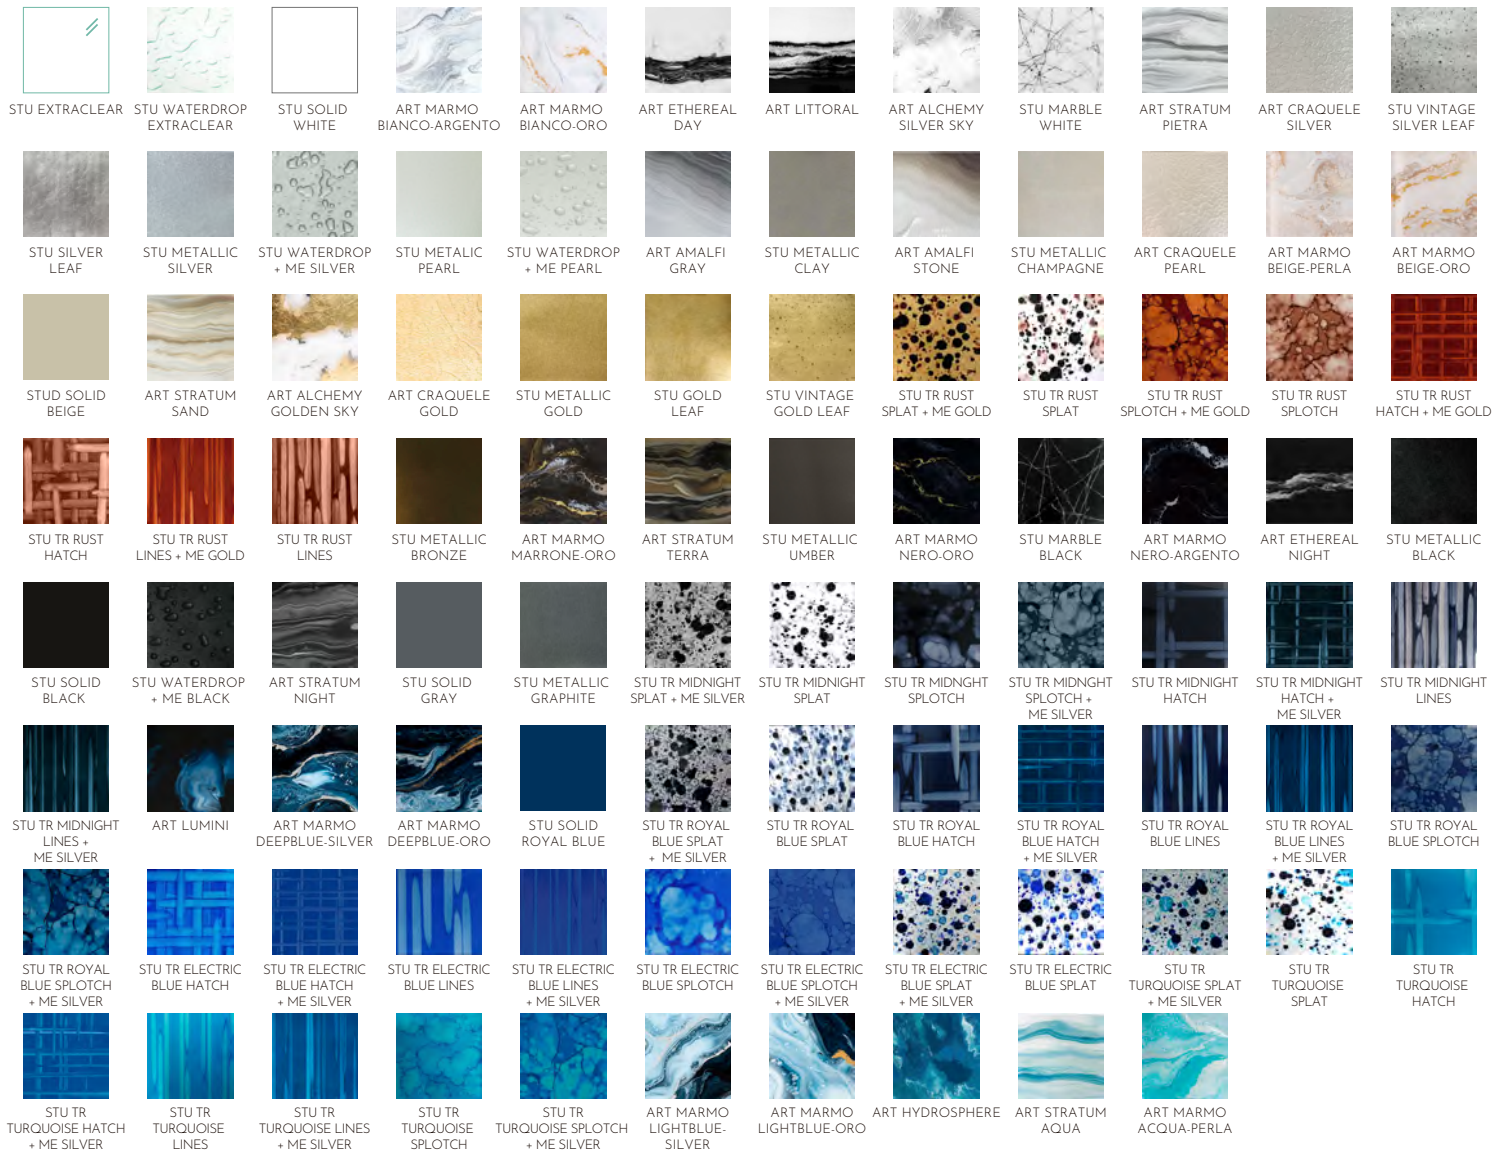 STU EXTRACLEAR
STU WATERDROP
EXTRACLEAR
STU SOLID
WHITE
ART MARMO
BIANCO-ARGENTO
ART MARMO
BIANCO-ORO
ART ETHEREAL
DAY
ART LITTORAL
ART ALCHEMY
SILVER SKY
STU MARBLE
WHITE
ART STRATUM
PIETRA
ART CRAQUELE
SILVER
STU VINTAGE
SILVER LEAF
STU SILVER
LEAF
STU METALLIC
SILVER
STU WATERDROP
+ ME SILVER
STU METALIC
PEARL
STU WATERDROP
+ ME PEARL
ART AMALFI
GRAY
STU METALLIC
CLAY
ART AMALFI
STONE
STU METALLIC
CHAMPAGNE
ART CRAQUELE
PEARL
ART MARMO
BEIGE-PERLA
ART MARMO
BEIGE-ORO
STUD SOLID
BEIGE
ART STRATUM
SAND
ART ALCHEMY
GOLDEN SKY
ART CRAQUELE
GOLD
STU METALLIC
GOLD
STU GOLD
LEAF
STU VINTAGE
GOLD LEAF
STU TR RUST
SPLAT + ME GOLD
STU TR RUST
SPLAT
STU TR RUST
SPLOTCH + ME GOLD
STU TR RUST
SPLOTCH
STU TR RUST
HATCH + ME GOLD
STU TR RUST
HATCH
STU TR RUST
LINES + ME GOLD
STU TR RUST
LINES
STU METALLIC
BRONZE
ART MARMO
MARRONE-ORO
ART STRATUM
TERRA
STU METALLIC
UMBER
ART MARMO
NERO-ORO
STU MARBLE
BLACK
ART MARMO
NERO-ARGENTO
ART ETHEREAL
NIGHT
STU METALLIC
BLACK
STU SOLID
BLACK
STU WATERDROP
+ ME BLACK
ART STRATUM
NIGHT
STU SOLID
GRAY
STU METALLIC
GRAPHITE
STU TR MIDNIGHT
SPLAT + ME SILVER
STU TR MIDNIGHT
SPLAT
STU TR MIDNGHT
SPLOTCH
STU TR MIDNGHT
SPLOTCH +
ME SILVER
STU TR MIDNIGHT
HATCH
STU TR MIDNIGHT
HATCH +
ME SILVER
STU TR MIDNIGHT
LINES
STU TR MIDNIGHT
LINES +
ME SILVER
ART LUMINI
ART MARMO
DEEPBLUE-SILVER
ART MARMO
DEEPBLUE-ORO
STU SOLID
ROYAL BLUE
STU TR ROYAL
BLUE SPLAT
+ ME SILVER
STU TR ROYAL
BLUE SPLAT
STU TR ROYAL
BLUE HATCH
STU TR ROYAL
BLUE HATCH
+ ME SILVER
STU TR ROYAL
BLUE LINES
STU TR ROYAL
BLUE LINES
+ ME SILVER
STU TR ROYAL
BLUE SPLOTCH
STU TR ROYAL
BLUE SPLOTCH
+ ME SILVER
STU TR ELECTRIC
BLUE HATCH
STU TR ELECTRIC
BLUE HATCH
+ ME SILVER
STU TR ELECTRIC
BLUE LINES
STU TR ELECTRIC
BLUE LINES
+ ME SILVER
STU TR ELECTRIC
BLUE SPLOTCH
STU TR ELECTRIC
BLUE SPLOTCH
+ ME SILVER
STU TR ELECTRIC
BLUE SPLAT
+ ME SILVER
STU TR ELECTRIC
BLUE SPLAT
STU TR
TURQUOISE SPLAT
+ ME SILVER
STU TR
TURQUOISE
SPLAT
STU TR
TURQUOISE
HATCH
STU TR
TURQUOISE HATCH
+ ME SILVER
STU TR
TURQUOISE
LINES
STU TR
TURQUOISE LINES
+ ME SILVER
STU TR
TURQUOISE
SPLOTCH
STU TR
TURQUOISE SPLOTCH
+ ME SILVER
ART MARMO
LIGHTBLUE-
SILVER
ART MARMO
LIGHTBLUE-ORO
ART HYDROSPHERE
ART STRATUM
AQUA
ART MARMO
ACQUA-PERLA